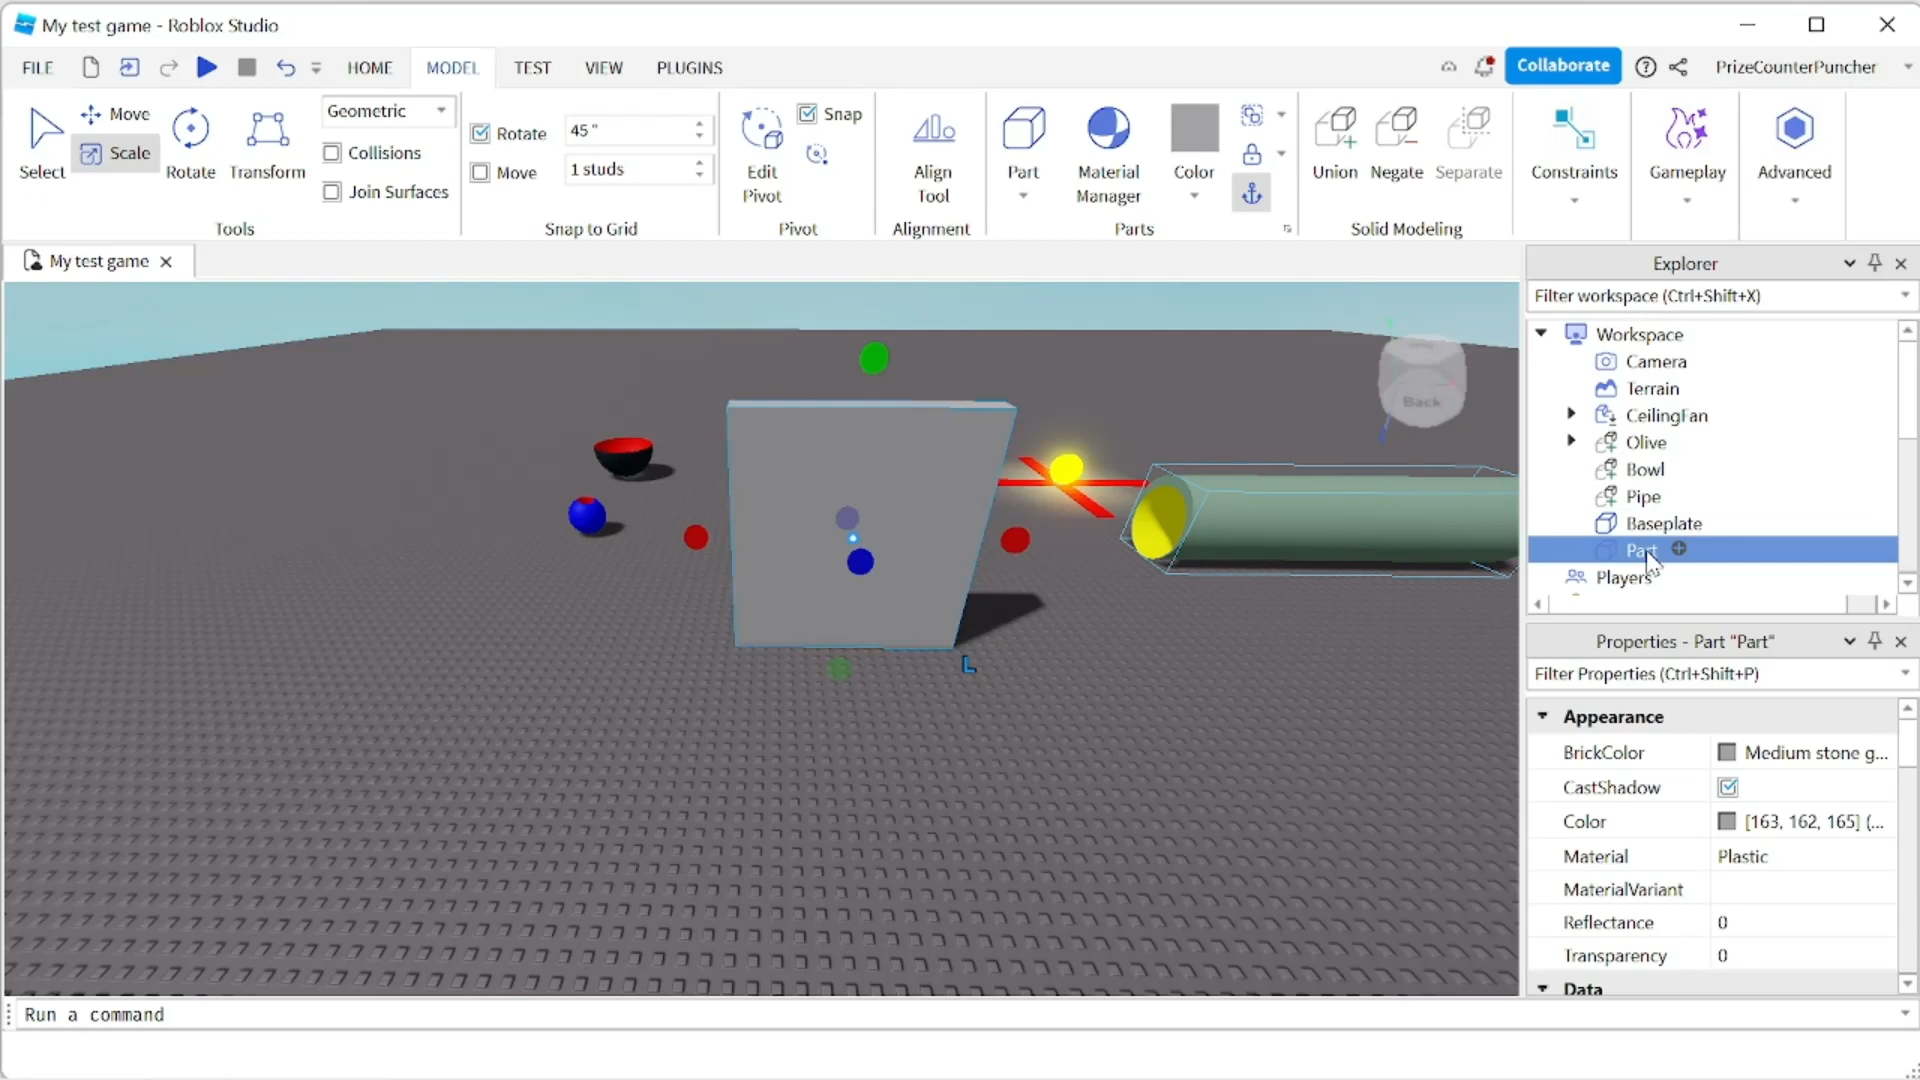 My test game - Roblox Studio
FILE HOME MODEL TEST VIEW PLUGINS Collaborate PrizeCounterPuncher
Select Move Scale Rotate Transform Geometric Collisions Join Surfaces
Tools
Rotate 45 °
Move 1 studs
Snap to Grid
Edit Pivot Snap
Pivot
Align Tool
Alignment
Part Material Manager Color
Parts
Union Negate Separate
Solid Modeling
Constraints Gameplay Advanced
My test game
Back
L
Explorer
Filter workspace (Ctrl+Shift+X)
Workspace
Camera
Terrain
CeilingFan
Olive
Bowl
Pipe
Baseplate
Part
Players
Properties - Part "Part"
Filter Properties (Ctrl+Shift+P)
Appearance
BrickColor Medium stone g...
CastShadow
Color [163, 162, 165] (...
Material Plastic
MaterialVariant
Reflectance 0
Transparency 0
Data
Run a command